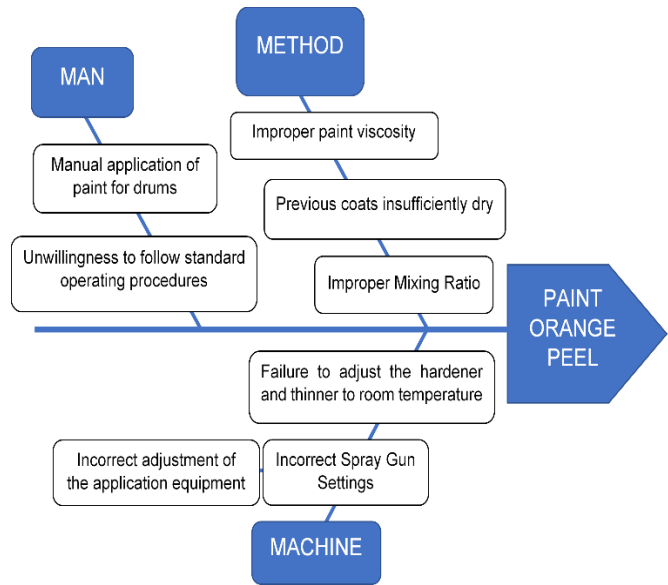 MAN
METHOD
Manual application of
paint for drums
Unwillingness to follow standard
operating procedures
Improper paint viscosity
Previous coats insufficiently dry
Improper Mixing Ratio
PAINT
ORANGE
PEEL
Failure to adjust the hardener
and thinner to room temperature
Incorrect adjustment of
the application equipment
Incorrect Spray Gun
Settings
MACHINE